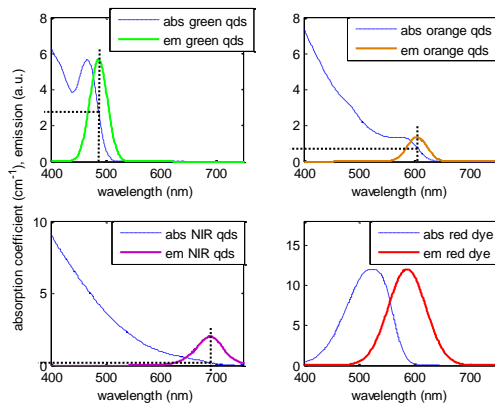 absorption coefficient (cm⁻¹), emission (a.u.)
8
6
4
2
0
400 500 600 700
wavelength (nm)
abs green qds
em green qds
8
6
4
2
0
400 500 600 700
wavelength (nm)
abs orange qds
em orange qds
10
5
0
400 500 600 700
wavelength (nm)
abs NIR qds
em NIR qds
15
10
5
0
400 500 600 700
wavelength (nm)
abs red dye
em red dye